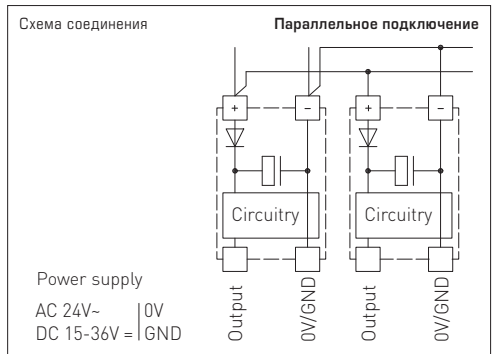 Схема соединения
Параллельное подключение
+ − + −
Circuitry Circuitry
Output 0V/GND Output 0V/GND
Power supply
AC 24V~ 0V
DC 15-36V = GND